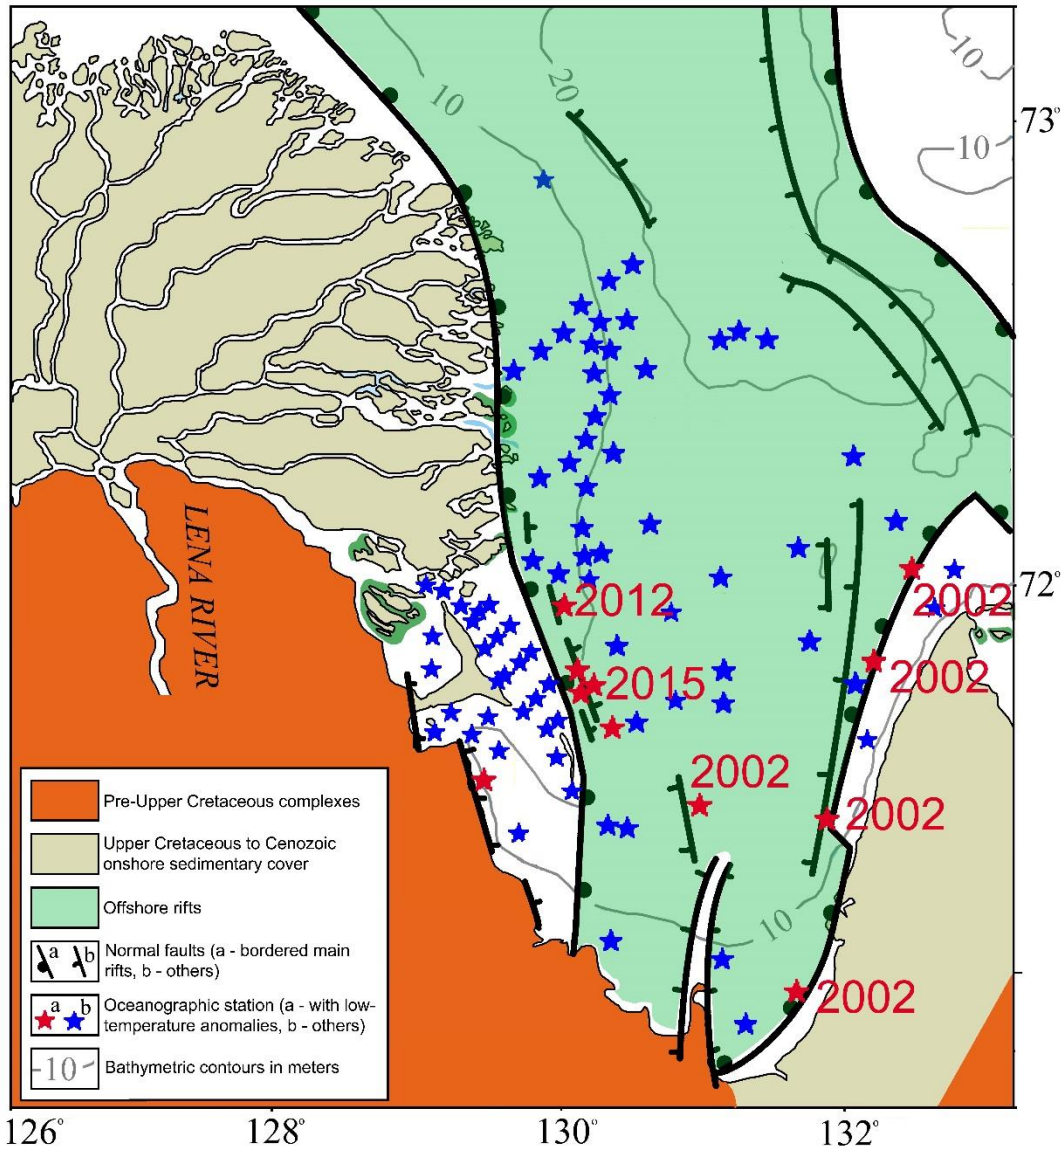 10
20
10
10
73°
LENA RIVER
72°
2012
2002
2002
2015
2002
2002
10
2002
Pre-Upper Cretaceous complexes
Upper Cretaceous to Cenozoic
onshore sedimentary cover
Offshore rifts
a b
Normal faults (a - bordered main
rifts, b - others)
a b
Oceanographic station (a - with low-
temperature anomalies, b - others)
10
Bathymetric contours in meters
126° 128° 130° 132°